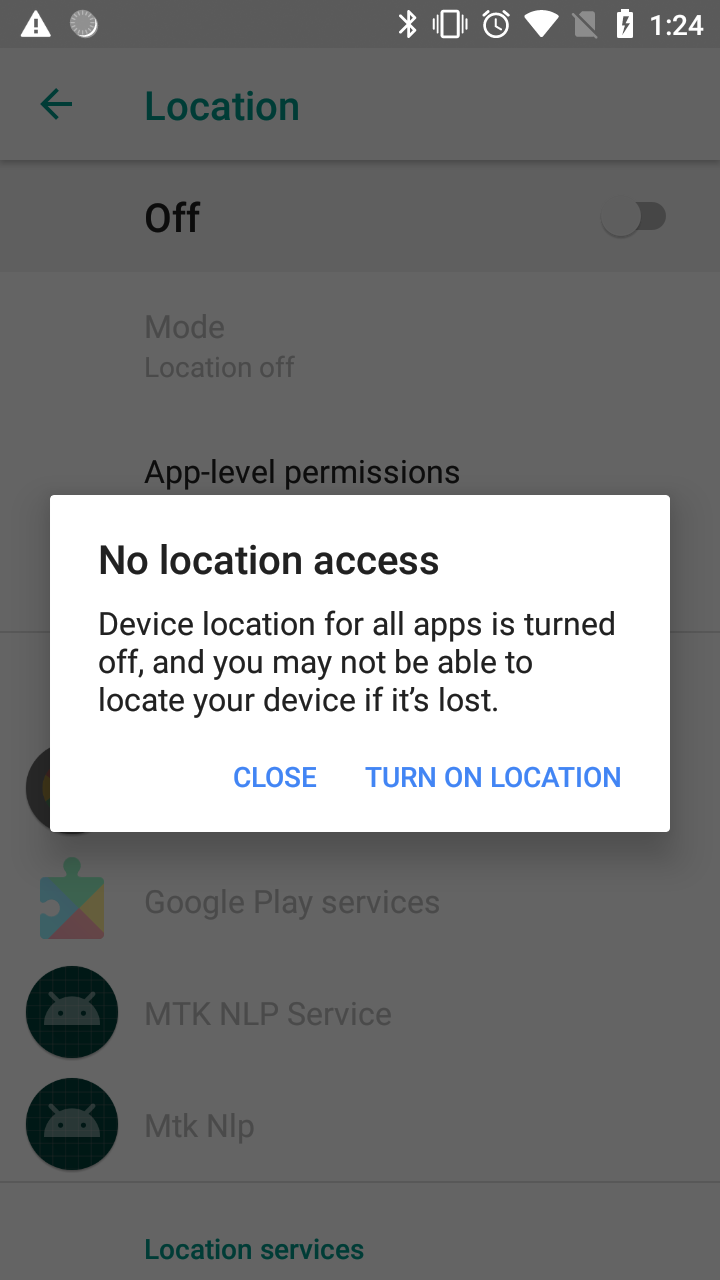 1:24
Location
Off
Mode
Location off
App-level permissions
No location access
Device location for all apps is turned
off, and you may not be able to
locate your device if it’s lost.
CLOSE TURN ON LOCATION
Google Play services
MTK NLP Service
Mtk Nlp
Location services